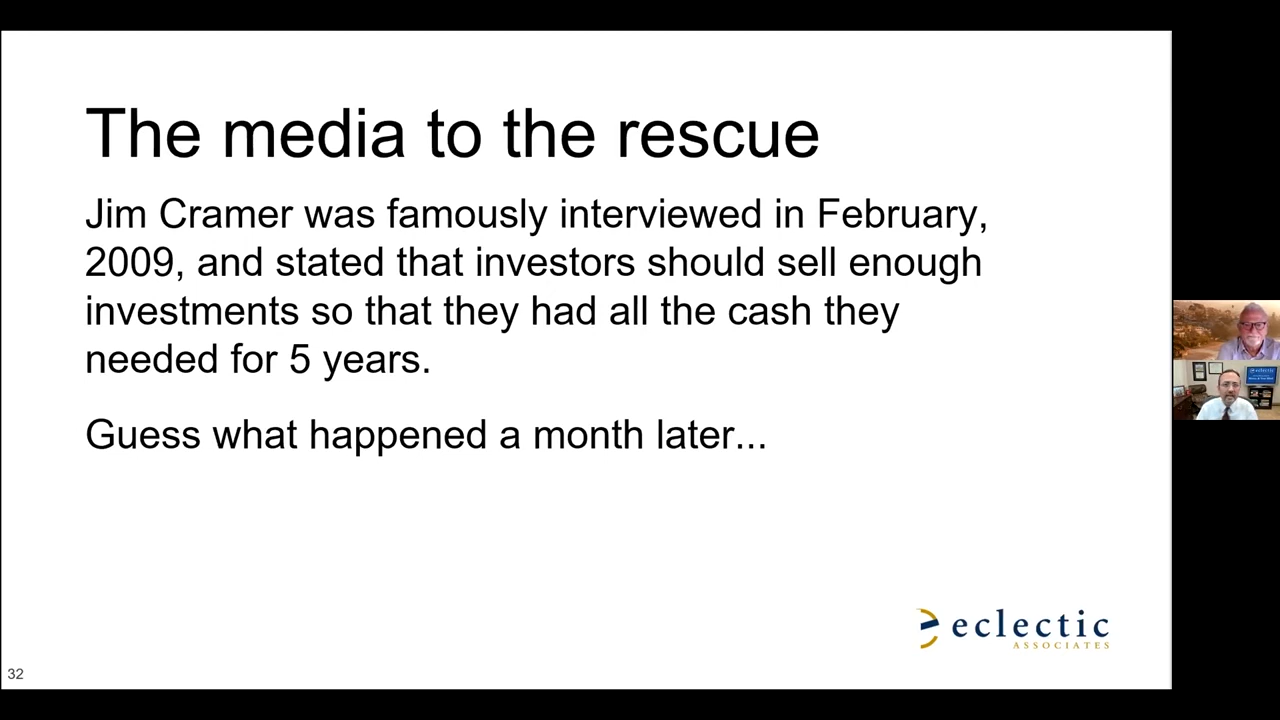 The media to the rescue
Jim Cramer was famously interviewed in February,
2009, and stated that investors should sell enough
investments so that they had all the cash they
needed for 5 years.
Guess what happened a month later...
eclectic
ASSOCIATES
32
eclectic